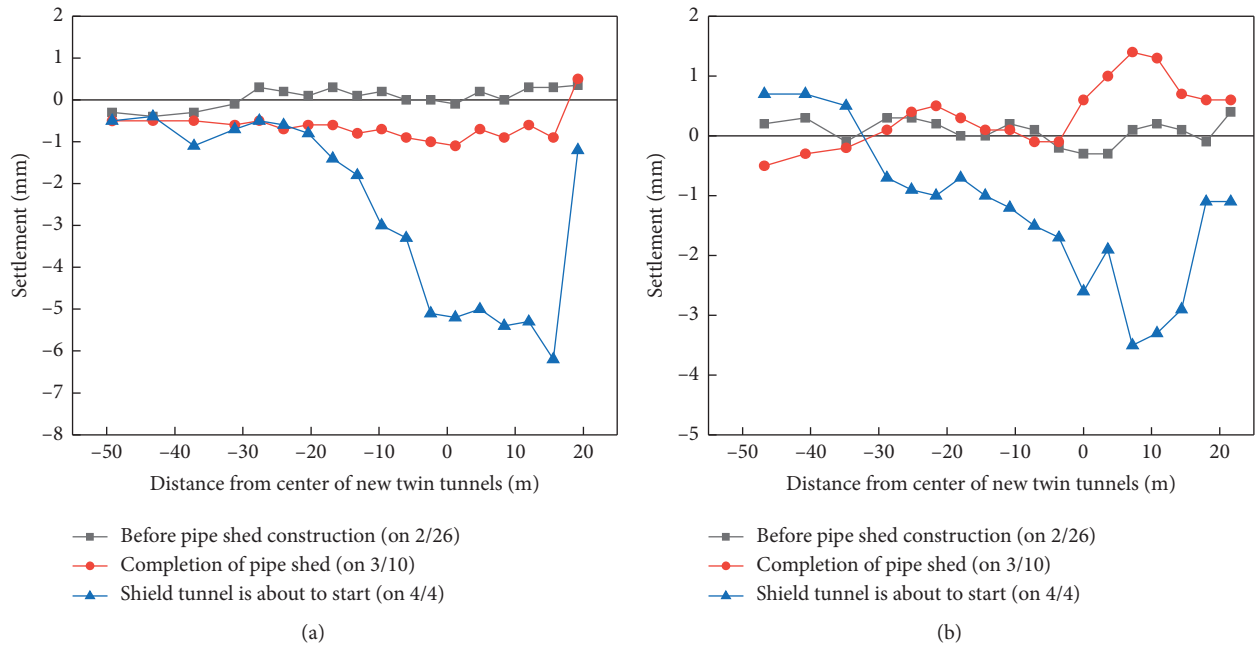 2
1
0
–1
–2
–3
–4
–5
–6
–7
–8
Settlement (mm)
–50 –40 –30 –20 –10 0 10 20
Distance from center of new twin tunnels (m)
Before pipe shed construction (on 2/26)
Completion of pipe shed (on 3/10)
Shield tunnel is about to start (on 4/4)
(a)
2
1
0
–1
–2
–3
–4
–5
Settlement (mm)
–50 –40 –30 –20 –10 0 10 20
Distance from center of new twin tunnels (m)
Before pipe shed construction (on 2/26)
Completion of pipe shed (on 3/10)
Shield tunnel is about to start (on 4/4)
(b)